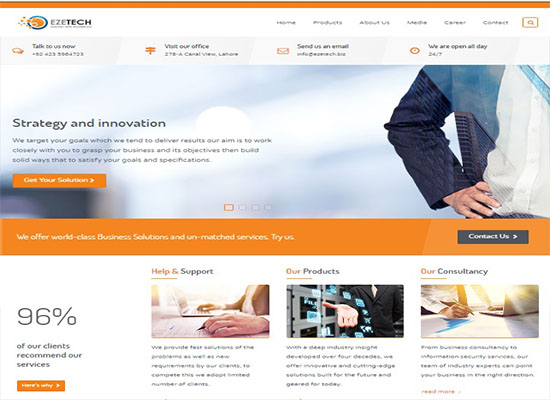 EZETECH
Home Products About Us Media Career Contact
Talk to us now
+92 423 5964723
Visit our office
278-A Canal View, Lahore
Send us an email
info@ezetech.biz
We are open all day
24/7
Strategy and innovation
We target your goals which we tend to deliver results our aim is to work
closely with you to grasp your business and its objectives then build
solid ways that to satisfy your goals and specifications.
Get Your Solution >
We offer world-class Business Solutions and un-matched services. Try us.
Contact Us >
96%
of our clients
recommend our
services
Here's why >
Help & Support
We provide fast solutions of the
problems as well as new
requirements by our clients, to
compete this we adopt limited
number of clients.
Our Products
With a deep industry insight
developed over four decades, we
offer innovative and cutting-edge
solutions built for the future and
geared for today.
Our Consultancy
From business consultancy to
information security services, our
team of industry experts can point
your business in the right direction.
read more ›